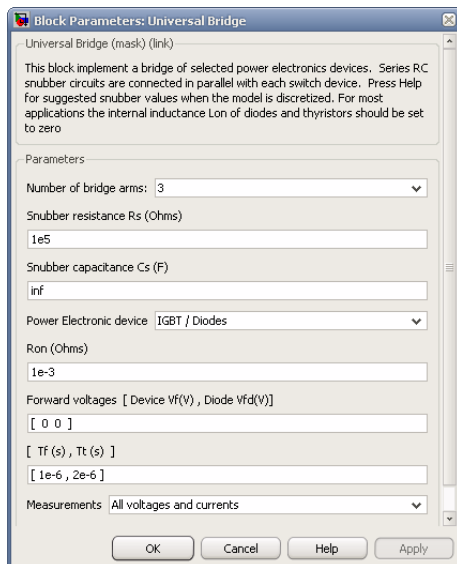 Block Parameters: Universal Bridge
Universal Bridge (mask) (link)
This block implement a bridge of selected power electronics devices. Series RC
snubber circuits are connected in parallel with each switch device. Press Help
for suggested snubber values when the model is discretized. For most
applications the internal inductance Lon of diodes and thyristors should be set
to zero
Parameters
Number of bridge arms: 3
Snubber resistance Rs (Ohms)
1e5
Snubber capacitance Cs (F)
inf
Power Electronic device IGBT / Diodes
Ron (Ohms)
1e-3
Forward voltages [ Device Vf(V) , Diode Vfd(V)]
[ 0 0 ]
[ Tf (s) , Tt (s) ]
[ 1e-6 , 2e-6 ]
Measurements All voltages and currents
OK Cancel Help Apply